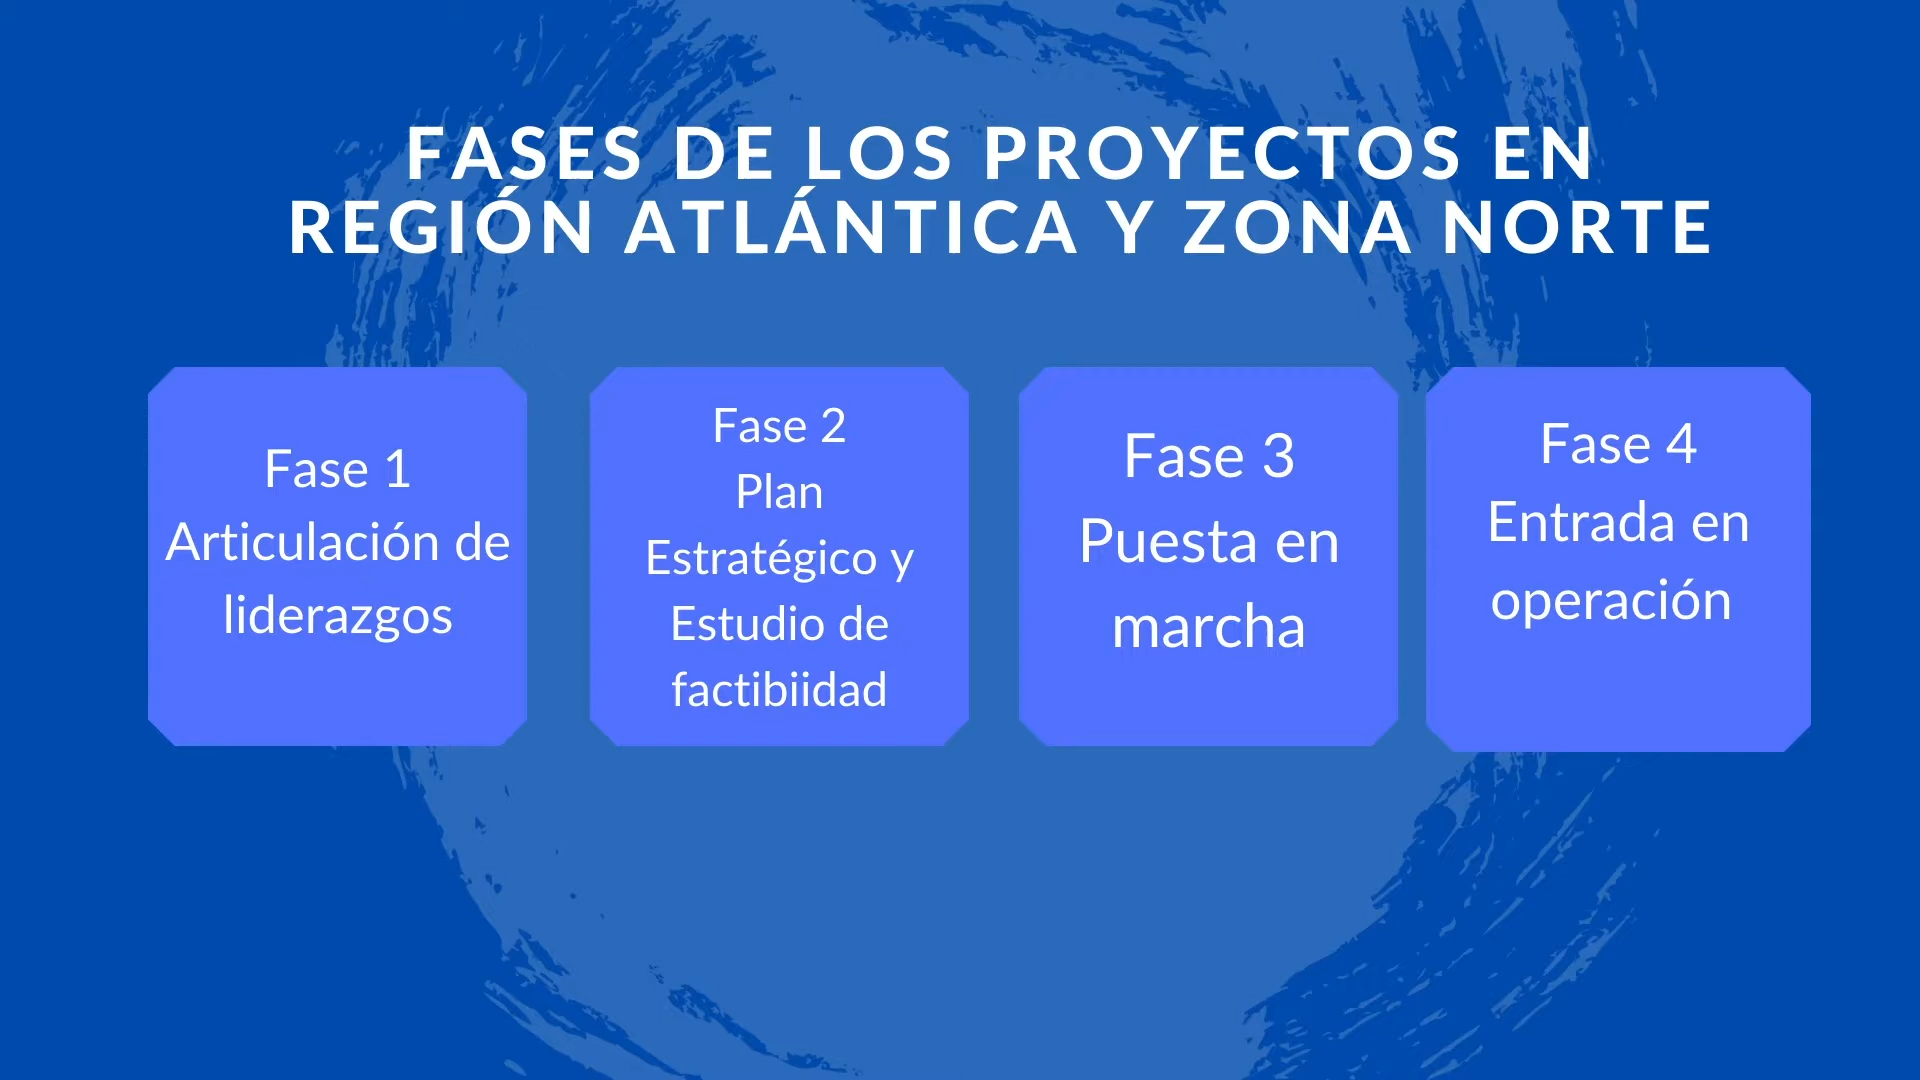 FASES DE LOS PROYECTOS EN
REGIÓN ATLÁNTICA Y ZONA NORTE
Fase 1
Articulación de
liderazgos
Fase 2
Plan
Estratégico y
Estudio de
factibiidad
Fase 3
Puesta en
marcha
Fase 4
Entrada en
operación